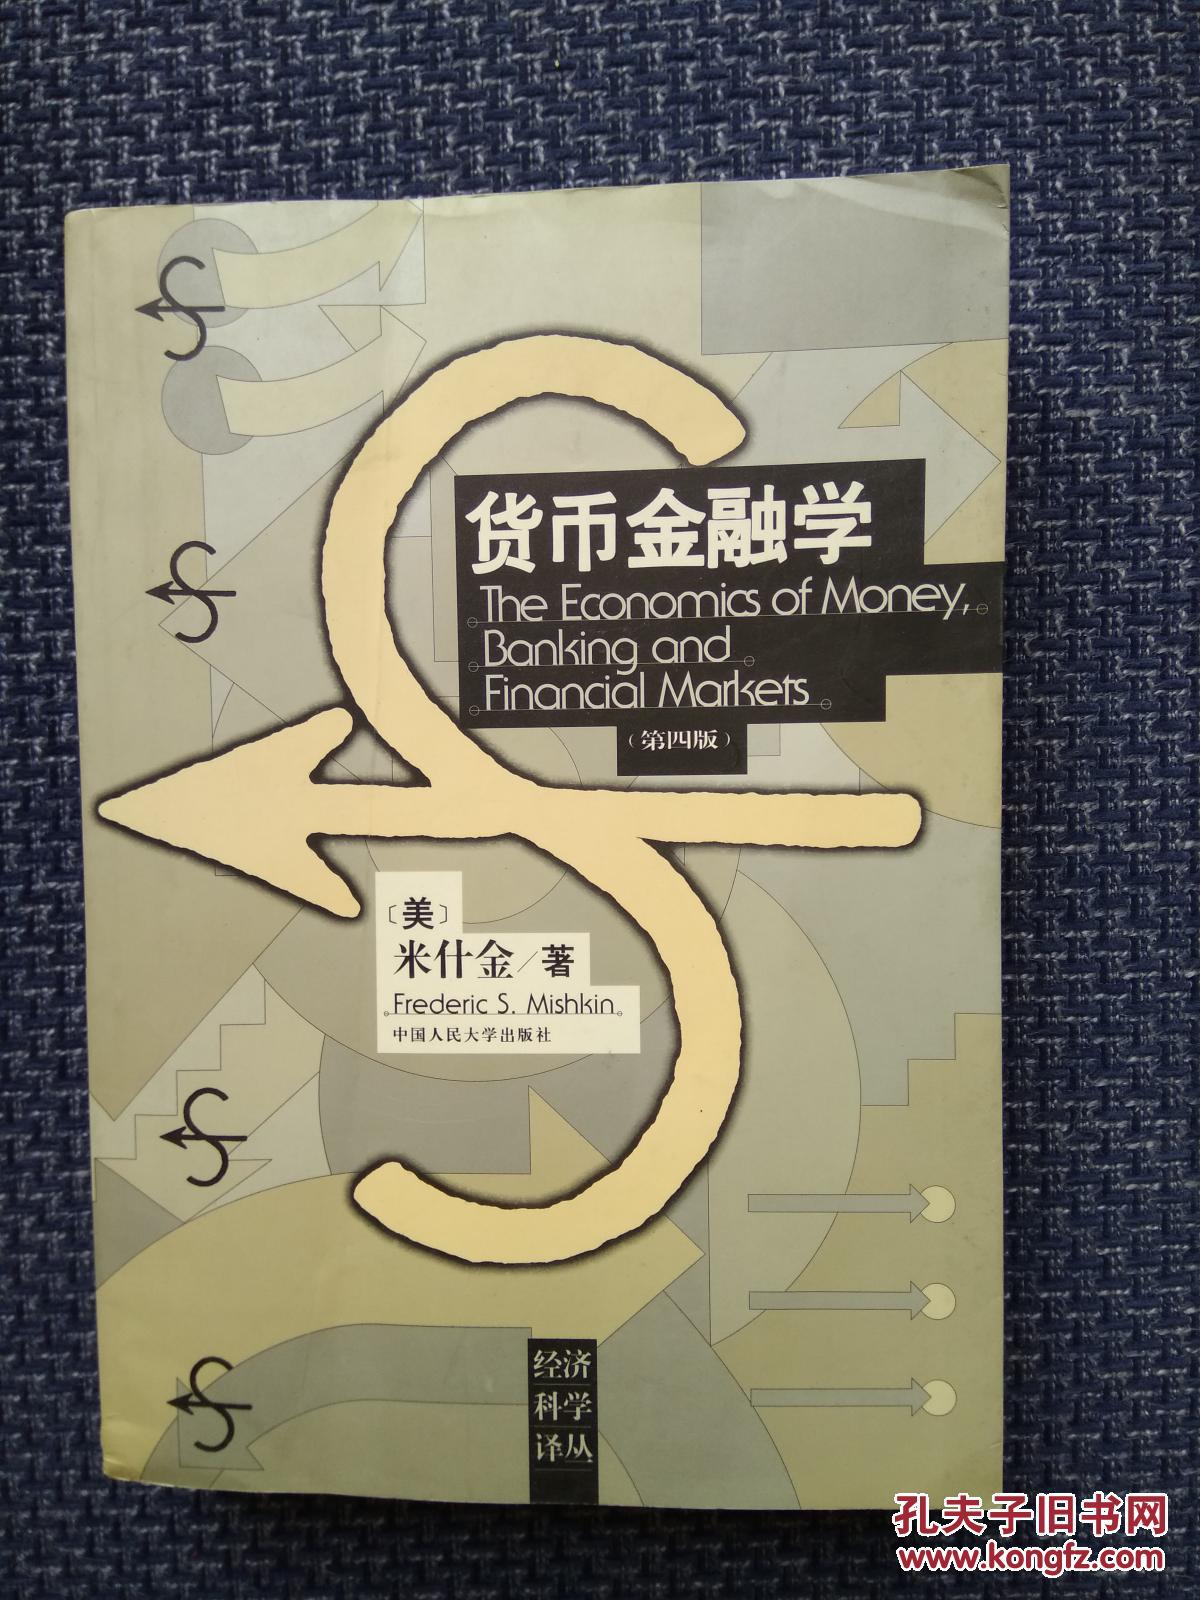 货币金融学
The Economics of Money,
Banking and
Financial Markets
（第四版）
〔美〕
米什金／著
Frederic S. Mishkin
中国人民大学出版社
经济
科学
译丛
孔夫子旧书网
www.kongfz.com